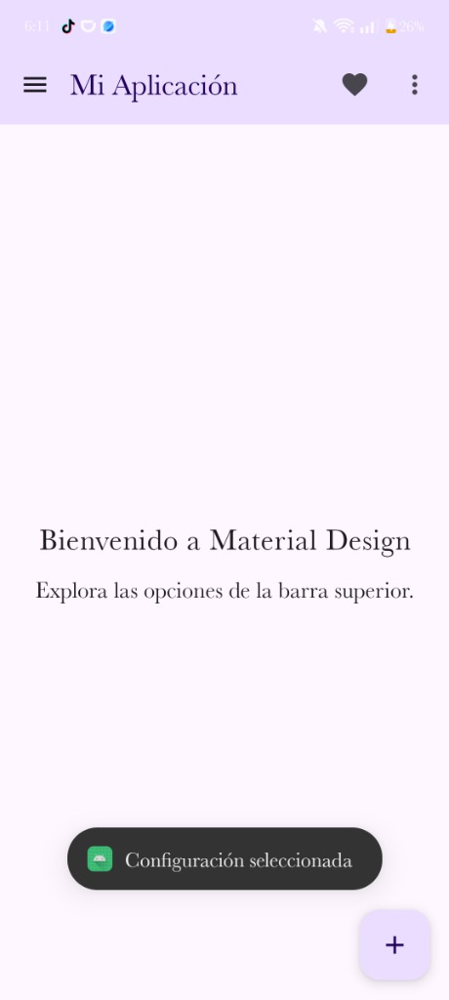 6:11
26%
Mi Aplicación
Bienvenido a Material Design
Explora las opciones de la barra superior.
Configuración seleccionada
+